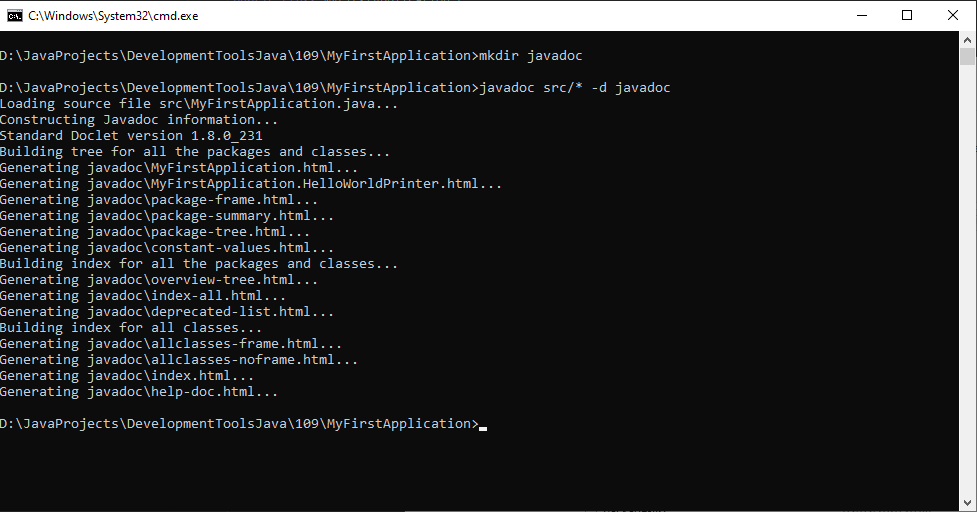 C:\Windows\System32\cmd.exe
D:\JavaProjects\DevelopmentToolsJava\109\MyFirstApplication>mkdir javadoc
D:\JavaProjects\DevelopmentToolsJava\109\MyFirstApplication>javadoc src/* -d javadoc
Loading source file src\MyFirstApplication.java...
Constructing Javadoc information...
Standard Doclet version 1.8.0_231
Building tree for all the packages and classes...
Generating javadoc\MyFirstApplication.html...
Generating javadoc\MyFirstApplication.HelloWorldPrinter.html...
Generating javadoc\package-frame.html...
Generating javadoc\package-summary.html...
Generating javadoc\package-tree.html...
Generating javadoc\constant-values.html...
Building index for all the packages and classes...
Generating javadoc\overview-tree.html...
Generating javadoc\index-all.html...
Generating javadoc\deprecated-list.html...
Building index for all classes...
Generating javadoc\allclasses-frame.html...
Generating javadoc\allclasses-noframe.html...
Generating javadoc\index.html...
Generating javadoc\help-doc.html...
D:\JavaProjects\DevelopmentToolsJava\109\MyFirstApplication>